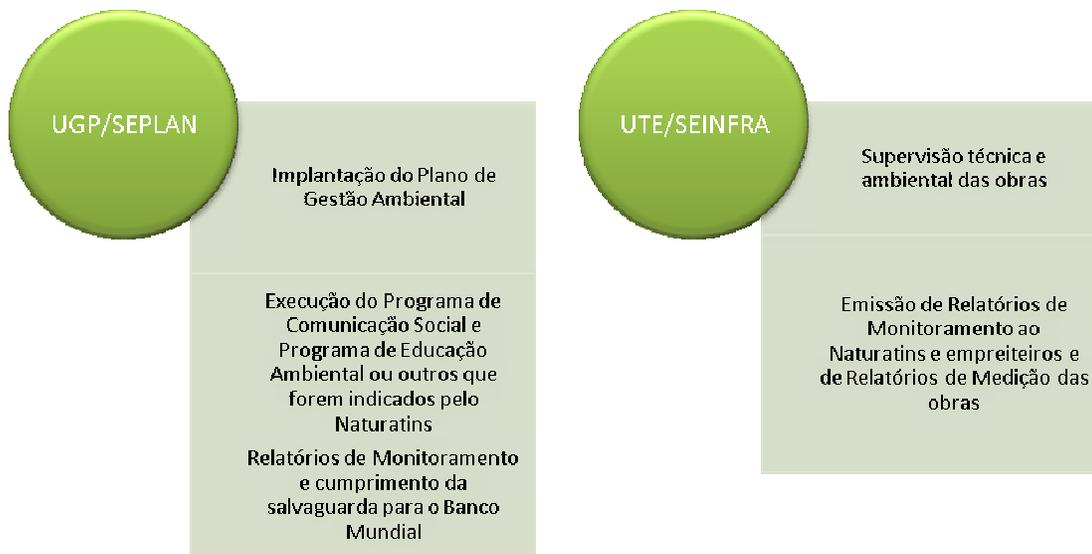 UGP/SEPLAN
Implantação do Plano de
Gestão Ambiental
Execução do Programa de
Comunicação Social e
Programa de Educação
Ambiental ou outros que
forem indicados pelo
Naturatins
Relatórios de Monitoramento
e cumprimento da
salvaguarda para o Banco
Mundial
UTE/SEINFRA
Supervisão técnica e
ambiental das obras
Emissão de Relatórios de
Monitoramento ao
Naturatins e empreiteiros e
de Relatórios de Medição das
obras